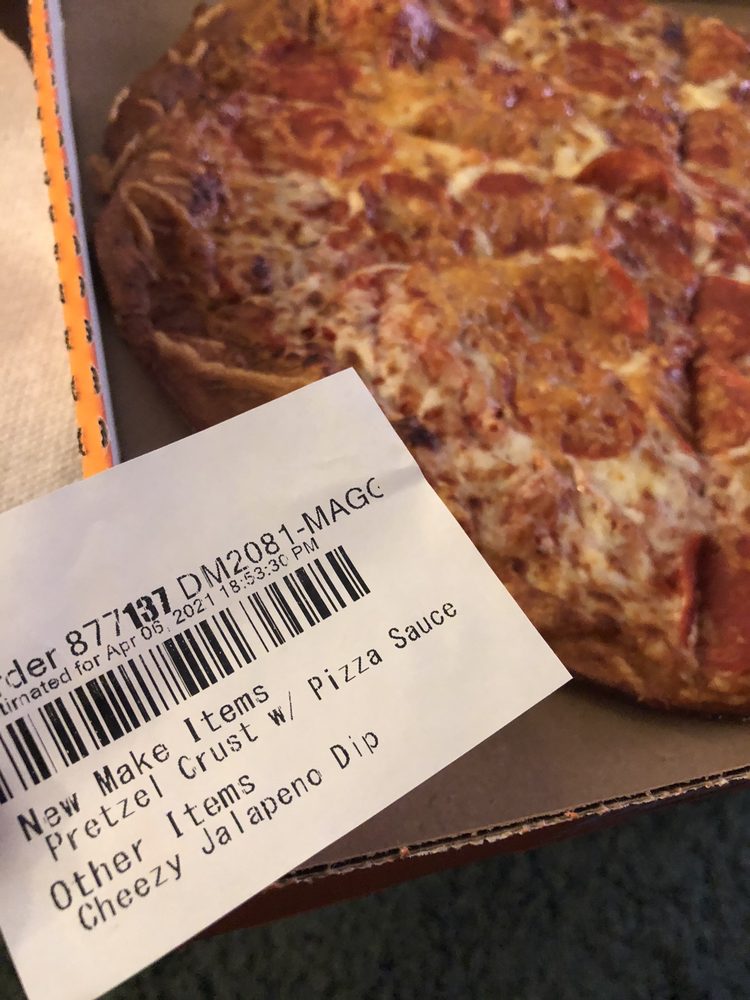 rder 877137 DM2081-MAGC
timated for Apr 06, 2021 18:53:30 PM
New Make Items
Pretzel Crust w/ Pizza Sauce
Other Items
Cheezy Jalapeno Dip